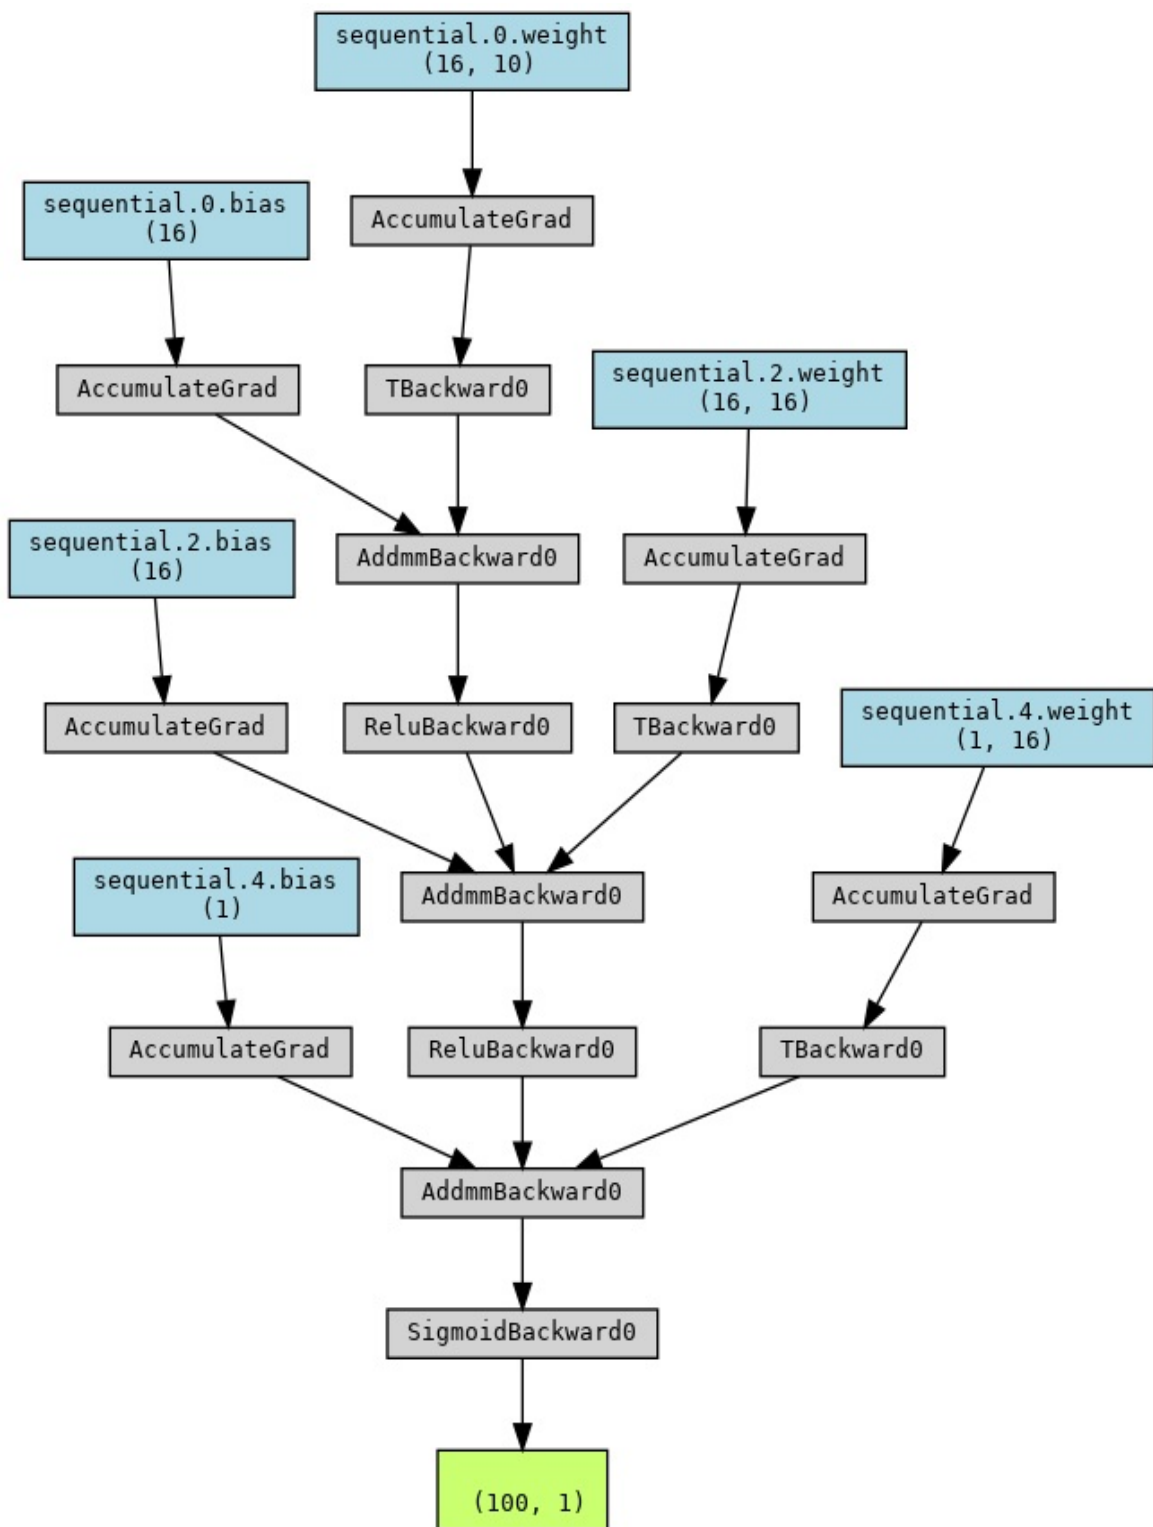 sequential.0.weight
(16, 10)
sequential.0.bias
(16)
AccumulateGrad
AccumulateGrad
TBackward0
sequential.2.weight
(16, 16)
sequential.2.bias
(16)
AddmmBackward0
AccumulateGrad
AccumulateGrad
ReluBackward0
TBackward0
sequential.4.weight
(1, 16)
sequential.4.bias
(1)
AddmmBackward0
AccumulateGrad
AccumulateGrad
ReluBackward0
TBackward0
AddmmBackward0
SigmoidBackward0
(100, 1)